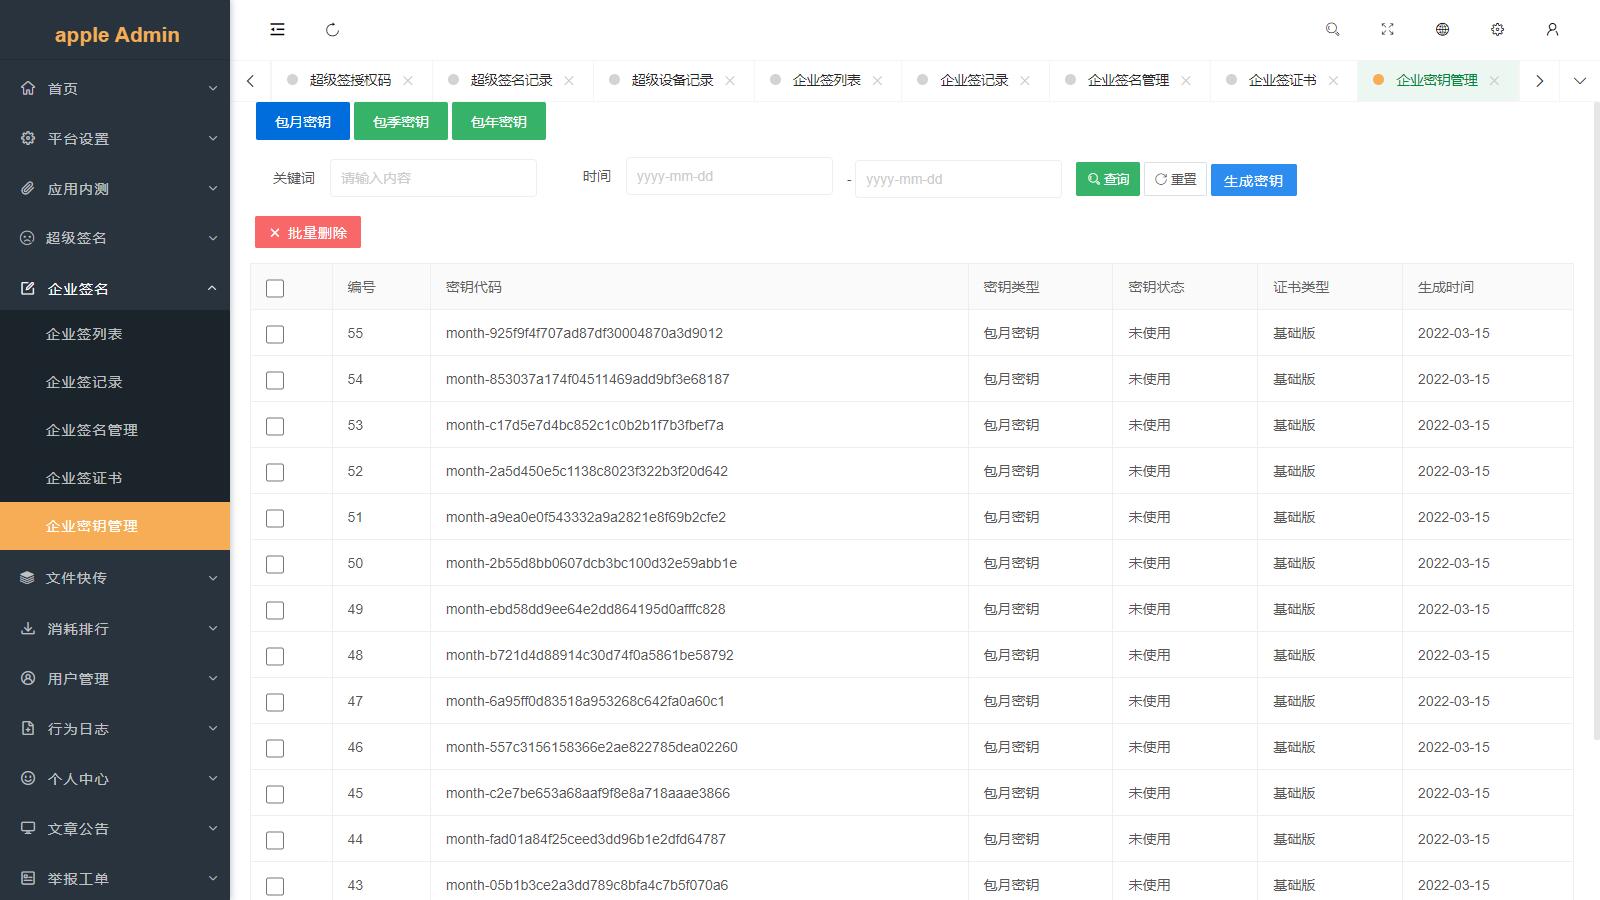 apple Admin
首页
平台设置
应用内测
超级签名
企业签名
企业签列表
企业签记录
企业签名管理
企业签证书
企业密钥管理
文件快传
消耗排行
用户管理
行为日志
个人中心
文章公告
举报工单
超级签授权码 超级签名记录 超级设备记录 企业签列表 企业签记录 企业签名管理 企业签证书 企业密钥管理
包月密钥 包季密钥 包年密钥
关键词 请输入内容 时间 yyyy-mm-dd - yyyy-mm-dd 查询 重置 生成密钥
批量删除
编号 密钥代码 密钥类型 密钥状态 证书类型 生成时间
55 month-925f9f4f707ad87df30004870a3d9012 包月密钥 未使用 基础版 2022-03-15
54 month-853037a174f04511469add9bf3e68187 包月密钥 未使用 基础版 2022-03-15
53 month-c17d5e7d4bc852c1c0b2b1f7b3fbef7a 包月密钥 未使用 基础版 2022-03-15
52 month-2a5d450e5c1138c8023f322b3f20d642 包月密钥 未使用 基础版 2022-03-15
51 month-a9ea0e0f543332a9a2821e8f69b2cfe2 包月密钥 未使用 基础版 2022-03-15
50 month-2b55d8bb0607dcb3bc100d32e59abb1e 包月密钥 未使用 基础版 2022-03-15
49 month-ebd58dd9ee64e2dd864195d0afffc828 包月密钥 未使用 基础版 2022-03-15
48 month-b721d4d88914c30d74f0a5861be58792 包月密钥 未使用 基础版 2022-03-15
47 month-6a95ff0d83518a953268c642fa0a60c1 包月密钥 未使用 基础版 2022-03-15
46 month-557c3156158366e2ae822785dea02260 包月密钥 未使用 基础版 2022-03-15
45 month-c2e7be653a68aaf9f8e8a718aaae3866 包月密钥 未使用 基础版 2022-03-15
44 month-fad01a84f25ceed3dd96b1e2dfd64787 包月密钥 未使用 基础版 2022-03-15
43 month-05b1b3ce2a3dd789c8bfa4c7b5f070a6 包月密钥 未使用 基础版 2022-03-15